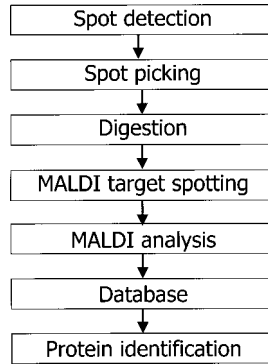 Spot detection
Spot picking
Digestion
MALDI target spotting
MALDI analysis
Database
Protein identification